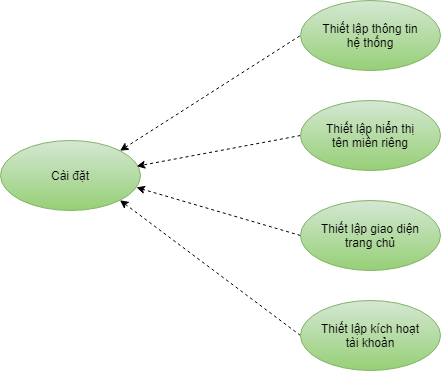 Thiết lập thông tin
hệ thống
Thiết lập hiển thị
tên miền riêng
Cài đặt
Thiết lập giao diện
trang chủ
Thiết lập kích hoạt
tài khoản